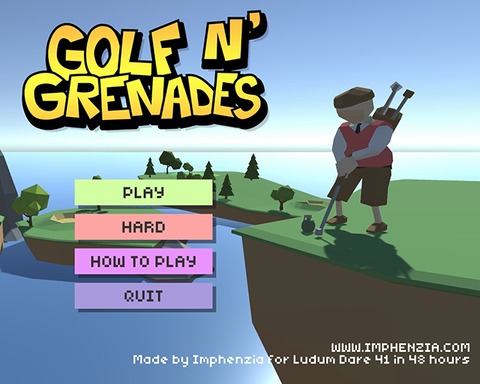 GOLF N'
GRENADES
PLAY
HARD
HOW TO PLAY
QUIT
WWW.IMPHENZIA.COM
Made by Imphenzia for Ludum Dare 41 in 48 hours